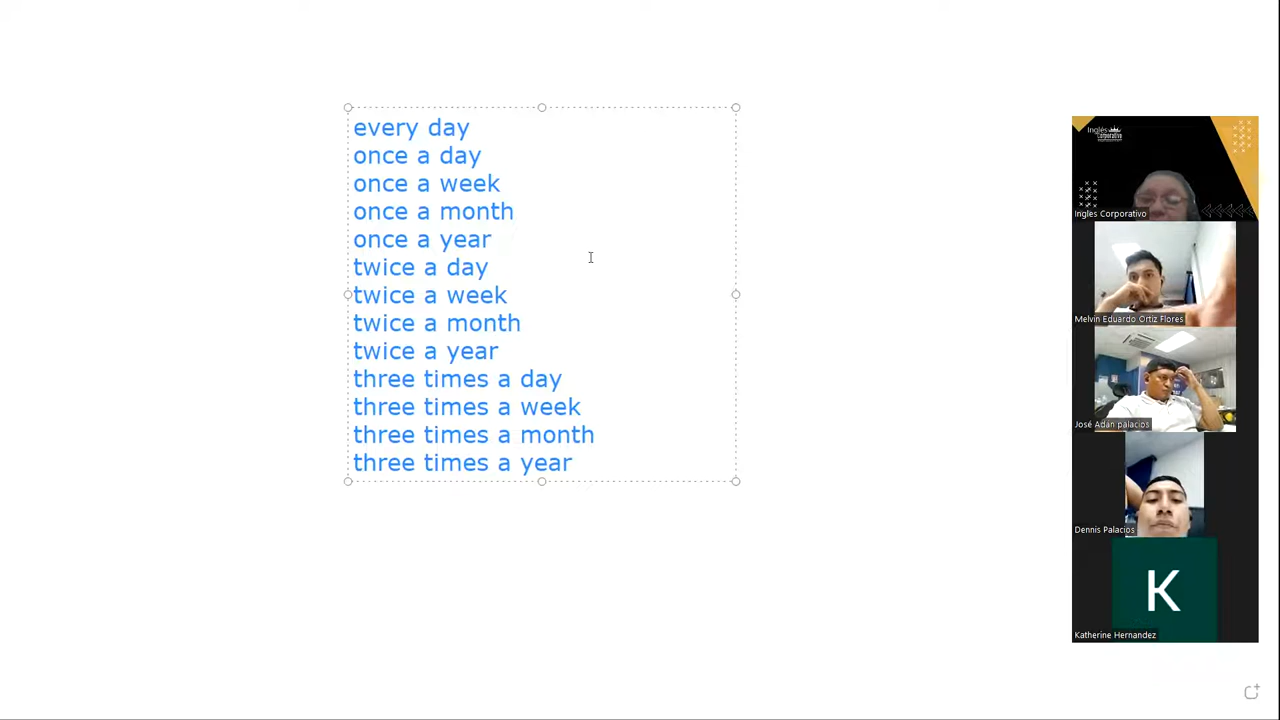 every day
once a day
once a week
once a month
once a year
twice a day
twice a week
twice a month
twice a year
three times a day
three times a week
three times a month
three times a year
Inglés
Corporativo
Ingles Corporativo
Melvin Eduardo Ortiz Flores
José Adan palacios
Dennis Palacios
K
Katherine Hernandez